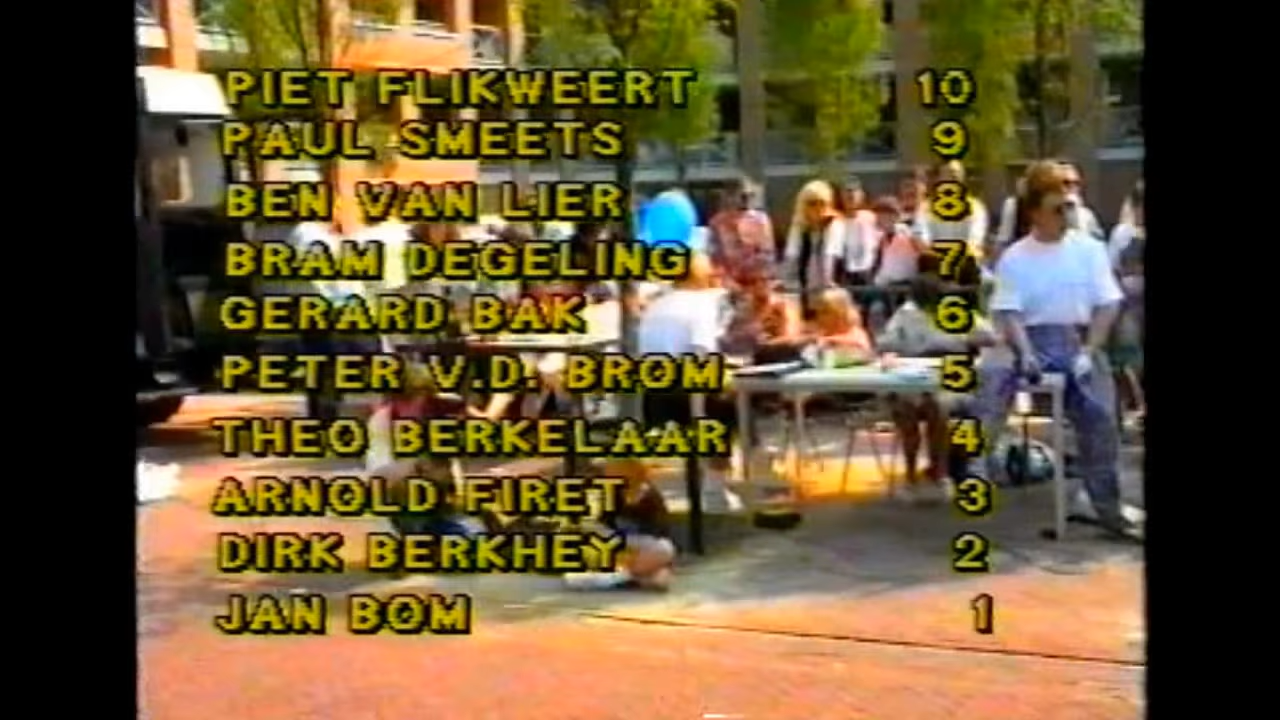 PIET FLIKWEERT 10
PAUL SMEETS 9
BEN VAN LIER 8
BRAM DEGELING 7
GERARD BAK 6
PETER V.D. BROM 5
THEO BERKELAAR 4
ARNOLD FIRET 3
DIRK BERKHEY 2
JAN BOM 1